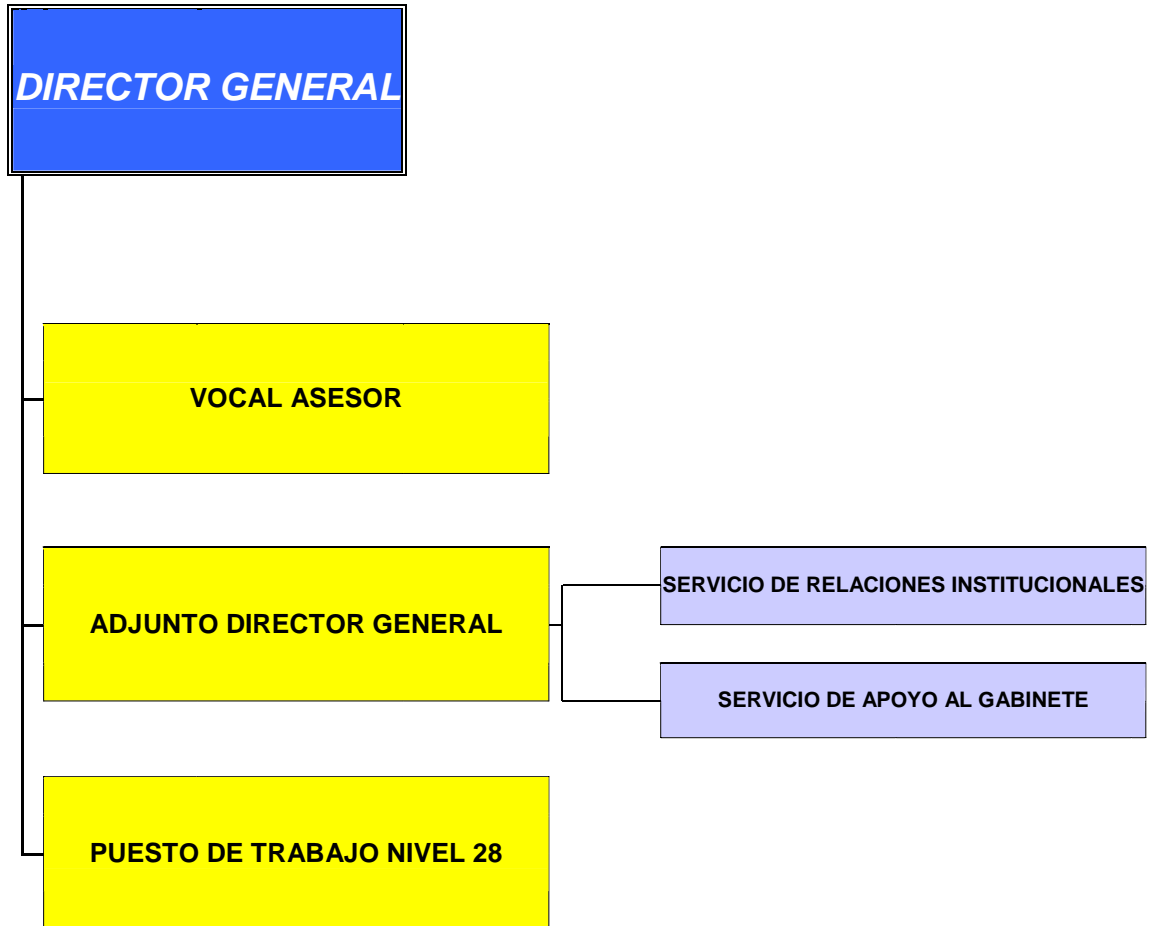 DIRECTOR GENERAL
VOCAL ASESOR
ADJUNTO DIRECTOR GENERAL
SERVICIO DE RELACIONES INSTITUCIONALES
SERVICIO DE APOYO AL GABINETE
PUESTO DE TRABAJO NIVEL 28